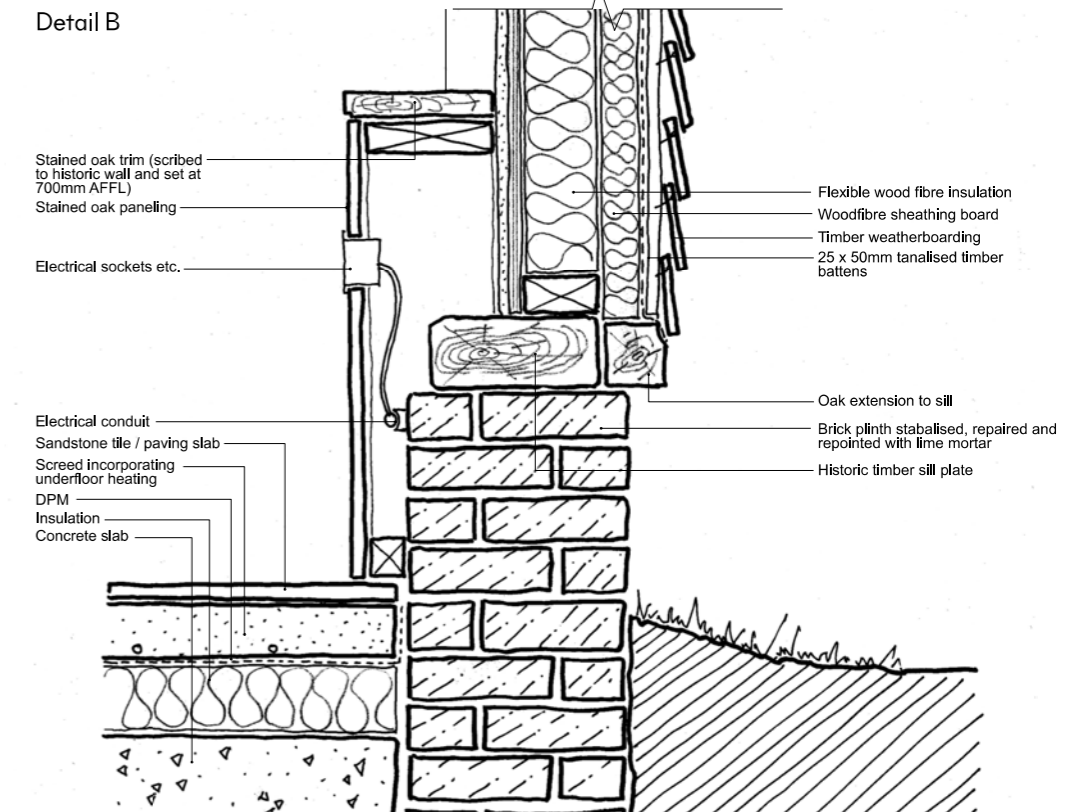 Detail B
Stained oak trim (scribed
to historic wall and set at
700mm AFFL)
Stained oak paneling
Electrical sockets etc.
Electrical conduit
Sandstone tile / paving slab
Screed incorporating
underfloor heating
DPM
Insulation
Concrete slab
Flexible wood fibre insulation
Woodfibre sheathing board
Timber weatherboarding
25 x 50mm tanalised timber
battens
Oak extension to sill
Brick plinth stabalised, repaired and
repointed with lime mortar
Historic timber sill plate